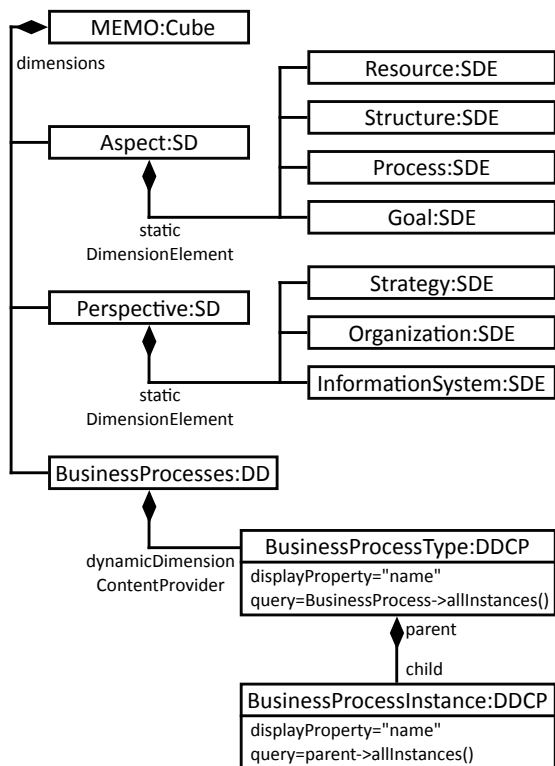 MEMO:Cube
dimensions
Resource:SDE
Structure:SDE
Aspect:SD
Process:SDE
Goal:SDE
static
DimensionElement
Strategy:SDE
Perspective:SD
Organization:SDE
InformationSystem:SDE
static
DimensionElement
BusinessProcesses:DD
dynamicDimension
ContentProvider
BusinessProcessType:DDCP
displayProperty="name"
query=BusinessProcess->allInstances()
parent
child
BusinessProcessInstance:DDCP
displayProperty="name"
query=parent->allInstances()